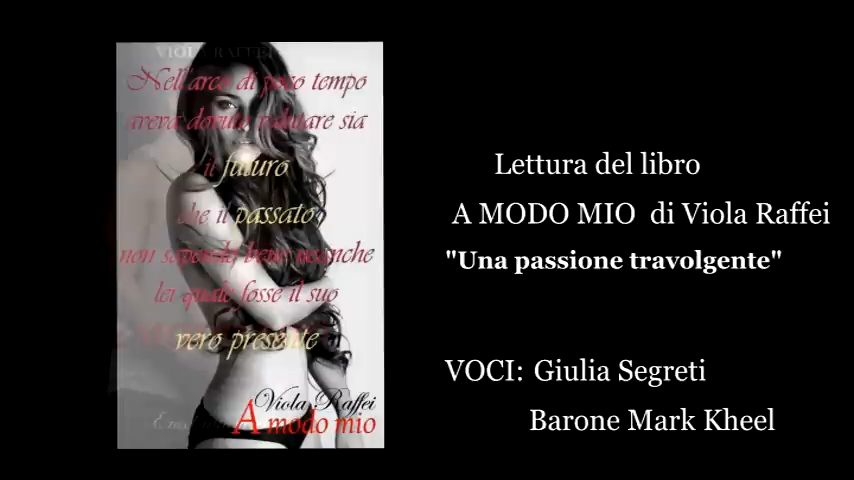 VIOLA RAFFEI
Nell'arco di poco tempo
aveva dovuto valutare sia
il futuro
che il passato
non sapendo bene neanche
lei quale fosse il suo
vero presente
Viola Raffei
A modo mio
Lettura del libro
A MODO MIO di Viola Raffei
"Una passione travolgente"
VOCI: Giulia Segreti
Barone Mark Kheel